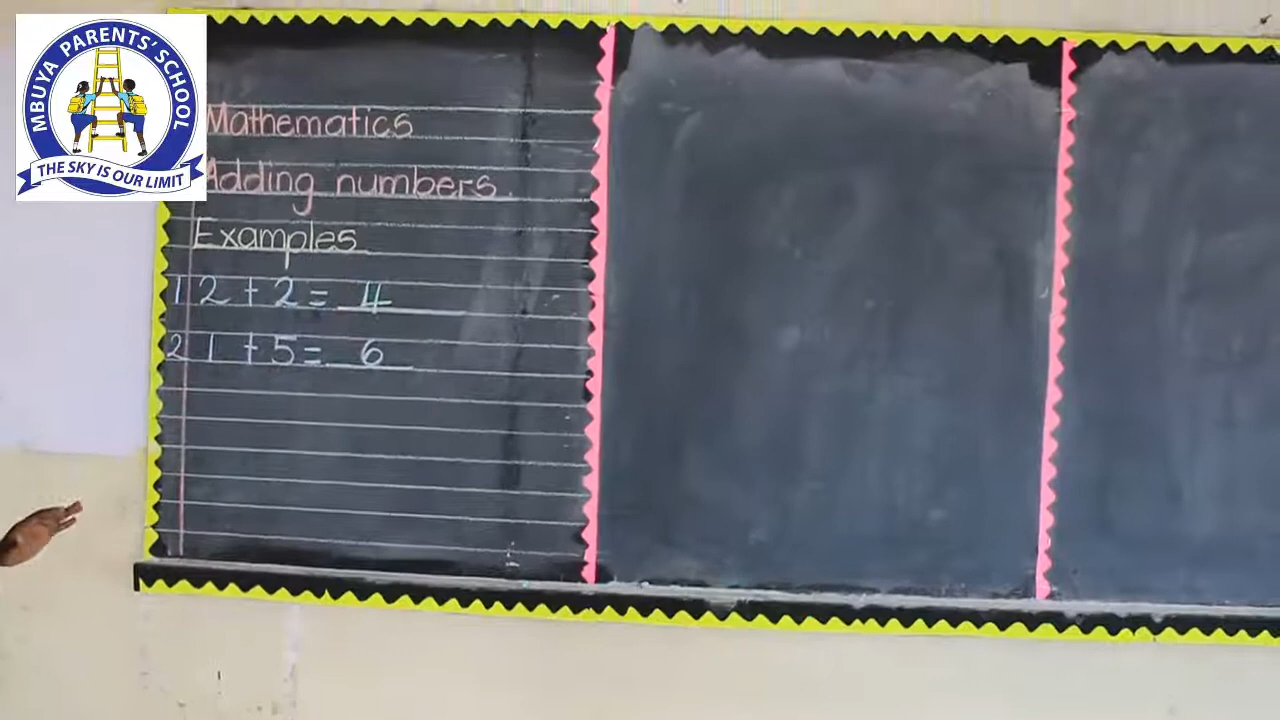 MBUYA PARENTS' SCHOOL
THE SKY IS OUR LIMIT
Mathematics
Adding numbers.
Examples
1 2 + 2 = 4
2 1 + 5 = 6